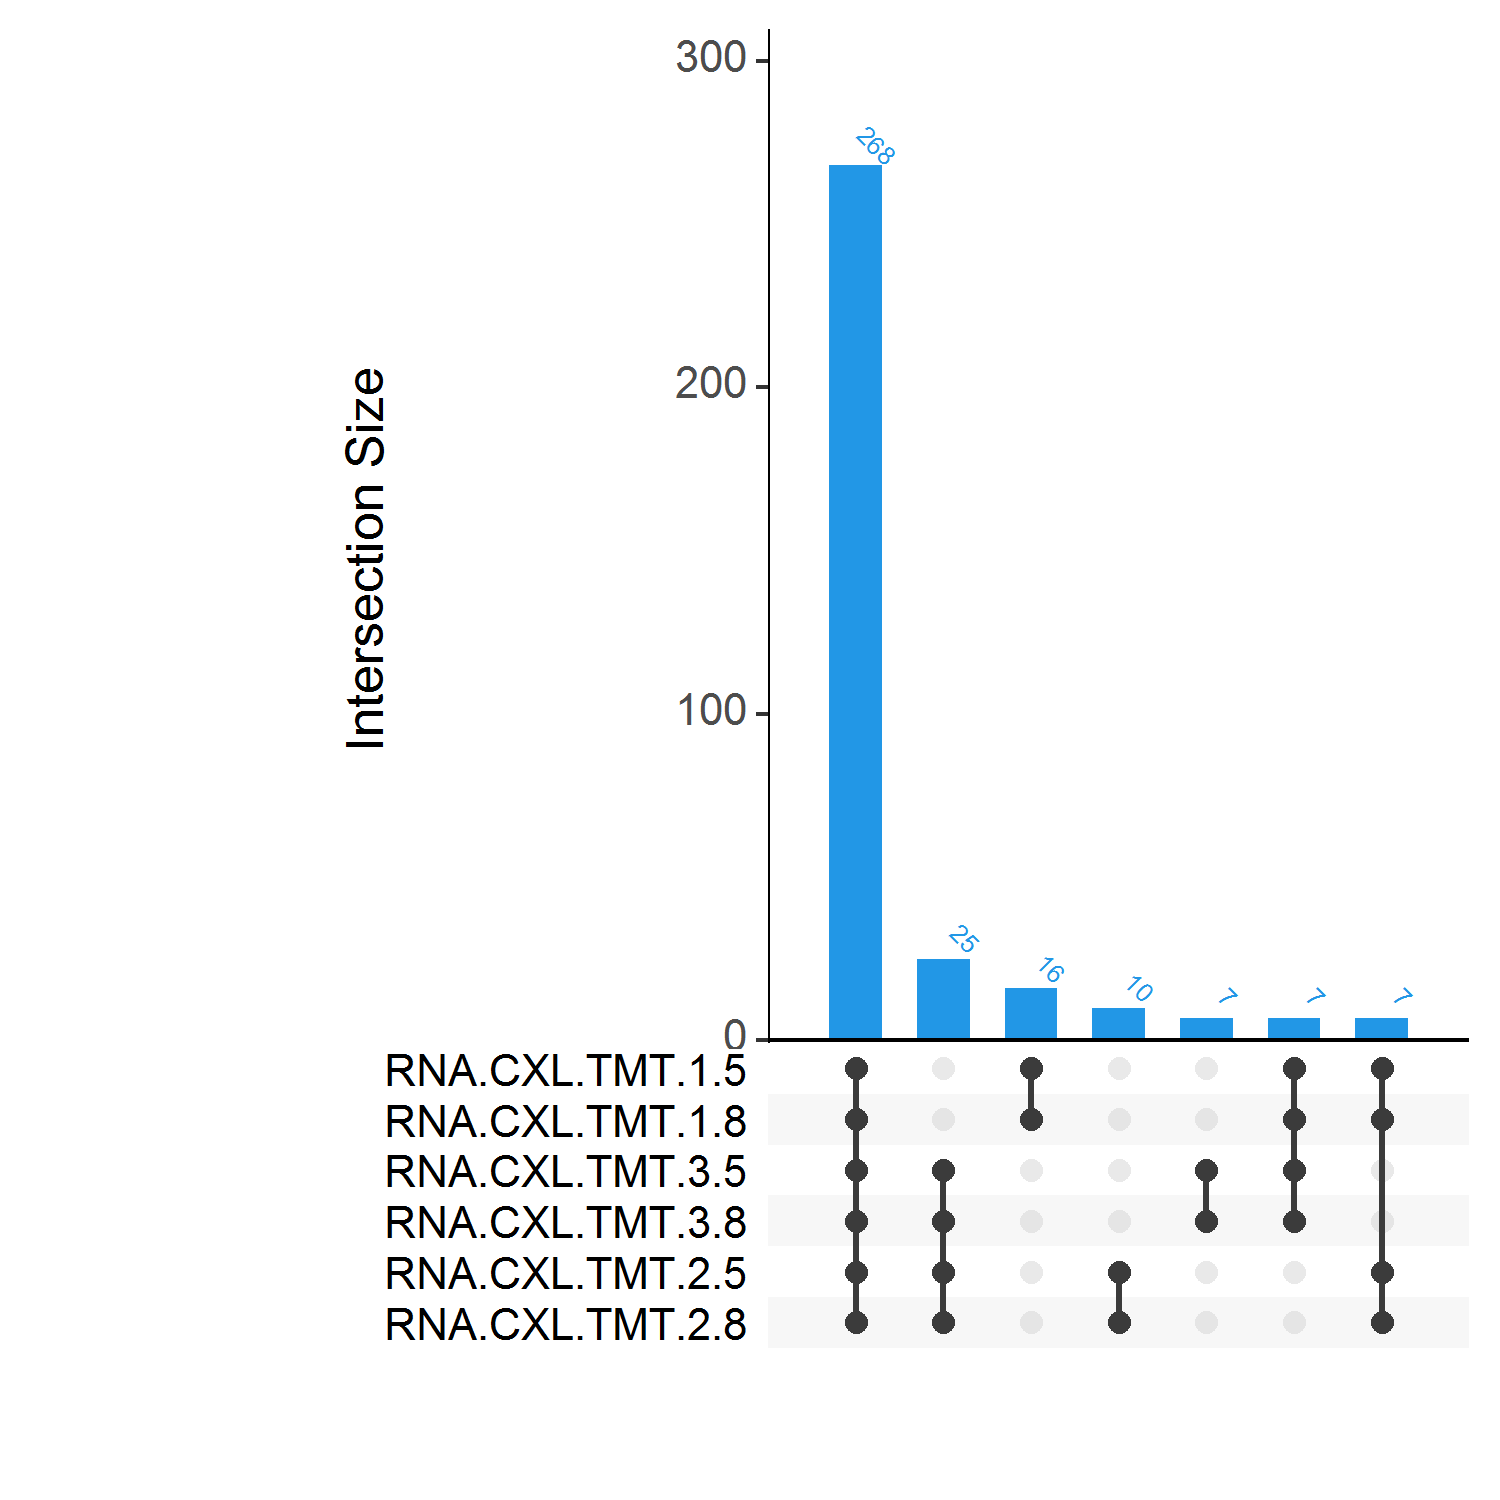 Intersection Size
300
200
100
0
268
25
16
10
7
7
7
RNA.CXL.TMT.1.5
RNA.CXL.TMT.1.8
RNA.CXL.TMT.3.5
RNA.CXL.TMT.3.8
RNA.CXL.TMT.2.5
RNA.CXL.TMT.2.8